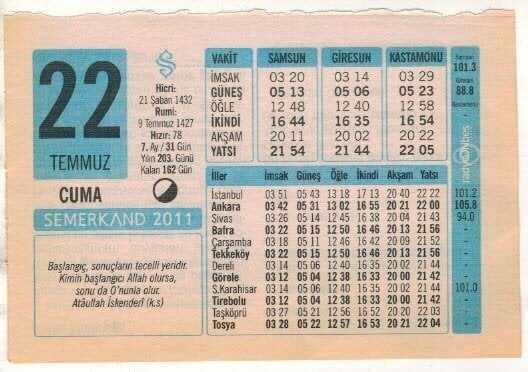 22
TEMMUZ
CUMA
SEMERKAND 2011
Hicri:
21 Şaban 1432
Rumi:
9 Temmuz 1427
Hızır: 78
7. Ay / 31 Gün
Yılın 203. Günü
Kalan 162 Gün
Başlangıç, sonuçların tecelli yeridir.
Kimin başlangıcı Allah olursa,
sonu da O'nunla olur.
Atâullah İskenderî (k.s)
VAKİT SAMSUN GİRESUN KASTAMONU
İMSAK 03 20 03 14 03 29
GÜNEŞ 05 13 05 06 05 23
ÖĞLE 12 48 12 40 12 58
İKİNDİ 16 44 16 35 16 54
AKŞAM 20 11 20 02 20 22
YATSI 21 54 21 44 22 05
İller İmsak Güneş Öğle İkindi Akşam Yatsı
İstanbul 03 51 05 43 13 18 17 13 20 40 22 22
Ankara 03 42 05 31 13 02 16 55 20 21 22 00
Sivas 03 26 05 14 12 45 16 38 20 04 21 43
Bafra 03 22 05 15 12 50 16 46 20 13 21 56
Çarşamba 03 18 05 11 12 46 16 42 20 10 21 52
Tekkeköy 03 22 05 15 12 50 16 46 20 13 21 56
Dereli 03 14 05 06 12 40 16 35 20 02 21 44
Görele 03 12 05 04 12 38 16 33 20 00 21 42
Ş.Karahisar 03 14 05 06 12 40 16 35 20 02 21 44
Tirebolu 03 12 05 04 12 38 16 33 20 00 21 42
Taşköprü 03 27 05 21 12 56 16 52 20 20 22 03
Tosya 03 28 05 22 12 57 16 53 20 21 22 04
Samsun
101.3
Giresun
88.8
Kastamonu
101.2
105.8
94.0
101.0